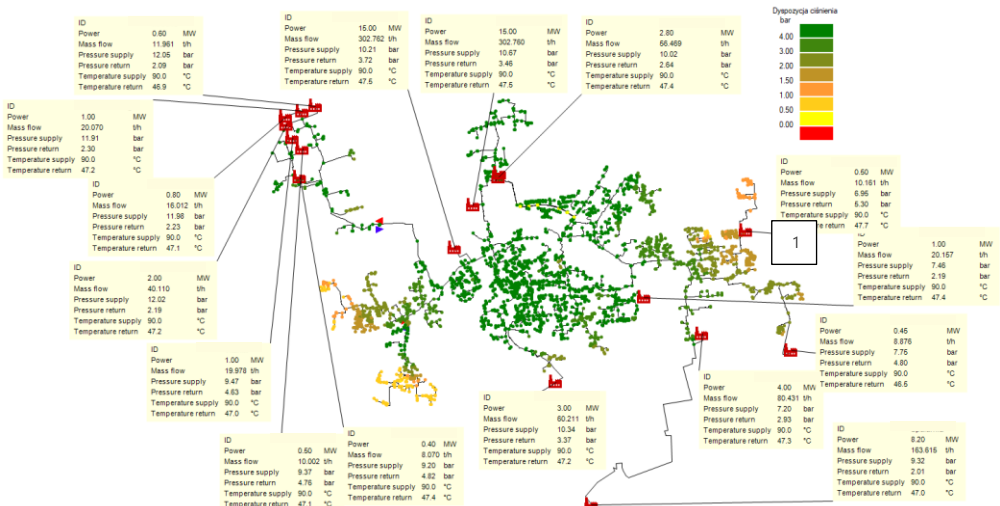 Dyspozycja ciśnienia
bar
4.00
3.00
2.00
1.50
1.00
0.50
0.00
ID
Power 0.60 MW
Mass flow 11.961 t/h
Pressure supply 12.05 bar
Pressure return 2.09 bar
Temperature supply 90.0 °C
Temperature return 46.9 °C
ID
Power 15.00 MW
Mass flow 302.762 t/h
Pressure supply 10.21 bar
Pressure return 3.72 bar
Temperature supply 90.0 °C
Temperature return 47.5 °C
ID
Power 15.00 MW
Mass flow 302.760 t/h
Pressure supply 10.67 bar
Pressure return 3.46 bar
Temperature supply 90.0 °C
Temperature return 47.5 °C
ID
Power 2.80 MW
Mass flow 56.469 t/h
Pressure supply 10.02 bar
Pressure return 2.64 bar
Temperature supply 90.0 °C
Temperature return 47.4 °C
ID
Power 1.00 MW
Mass flow 20.070 t/h
Pressure supply 11.91 bar
Pressure return 2.30 bar
Temperature supply 90.0 °C
Temperature return 47.2 °C
ID
Power 0.80 MW
Mass flow 16.012 t/h
Pressure supply 11.98 bar
Pressure return 2.23 bar
Temperature supply 90.0 °C
Temperature return 47.1 °C
ID
Power 0.60 MW
Mass flow 10.161 t/h
Pressure supply 6.95 bar
Pressure return 6.30 bar
Temperature supply 90.0 °C
47.7 °C
1
ID
Power 1.00 MW
Mass flow 20.157 t/h
Pressure supply 7.46 bar
Pressure return 2.19 bar
Temperature supply 90.0 °C
Temperature return 47.4 °C
ID
Power 2.00 MW
Mass flow 40.110 t/h
Pressure supply 12.02 bar
Pressure return 2.19 bar
Temperature supply 90.0 °C
Temperature return 47.2 °C
ID
Power 0.45 MW
Mass flow 8.876 t/h
Pressure supply 7.75 bar
Pressure return 4.80 bar
Temperature supply 90.0 °C
Temperature return 46.5 °C
ID
Power 1.00 MW
Mass flow 19.978 t/h
Pressure supply 9.47 bar
Pressure return 4.63 bar
Temperature supply 90.0 °C
Temperature return 47.0 °C
ID
Power 3.00 MW
Mass flow 60.211 t/h
Pressure supply 10.34 bar
Pressure return 3.37 bar
Temperature supply 90.0 °C
Temperature return 47.2 °C
ID
Power 4.00 MW
Mass flow 80.431 t/h
Pressure supply 7.20 bar
Pressure return 2.93 bar
Temperature supply 90.0 °C
Temperature return 47.3 °C
ID
Power 0.50 MW
Mass flow 10.002 t/h
Pressure supply 9.37 bar
Pressure return 4.76 bar
Temperature supply 90.0 °C
Temperature return 47.1 °C
ID
Power 0.40 MW
Mass flow 8.070 t/h
Pressure supply 9.20 bar
Pressure return 4.82 bar
Temperature supply 90.0 °C
Temperature return 47.4 °C
ID
Power 8.20 MW
Mass flow 163.616 t/h
Pressure supply 9.32 bar
Pressure return 2.01 bar
Temperature supply 90.0 °C
Temperature return 47.0 °C